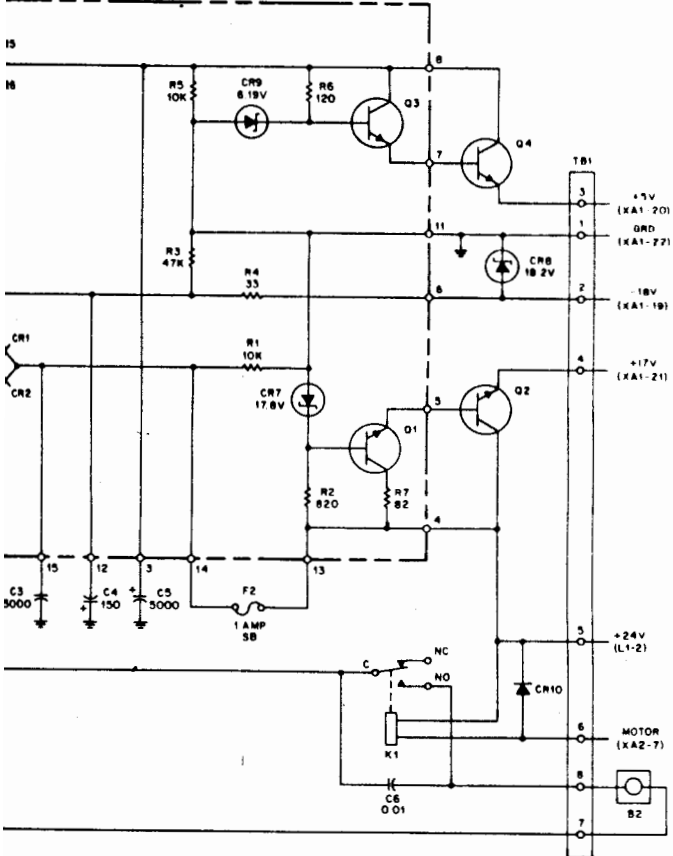 15
16
8
R5
10K
CR9
6.19V
R6
120
Q3
Q4
7
TB1
3
+5V
(XA1-20)
11
1
GRD
(XA1-22)
R3
47K
R4
33
CR8
18.2V
6
2
-18V
(XA1-19)
CR1
CR2
R1
10K
4
+17V
(XA1-21)
CR7
17.8V
5
Q2
Q1
R2
820
R7
82
4
15
12
3
14
13
C3
5000
+
C4
150
+
C5
5000
F2
1 AMP
SB
5
+24V
(L1-2)
C
NC
NO
CR10
K1
6
MOTOR
(XA2-7)
C6
0.01
8
B2
7